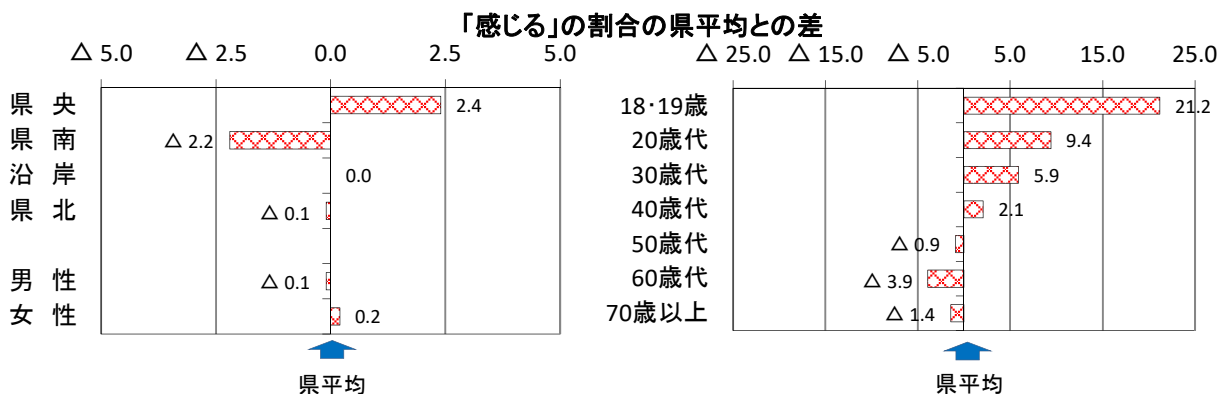 「感じる」の割合の県平均との差
△ 5.0 △ 2.5 0.0 2.5 5.0
県 央 2.4
県 南 △ 2.2
沿 岸 0.0
県 北 △ 0.1
男 性 △ 0.1
女 性 0.2
県平均
△ 25.0 △ 15.0 △ 5.0 5.0 15.0 25.0
18･19歳 21.2
20歳代 9.4
30歳代 5.9
40歳代 2.1
50歳代 △ 0.9
60歳代 △ 3.9
70歳以上 △ 1.4
県平均